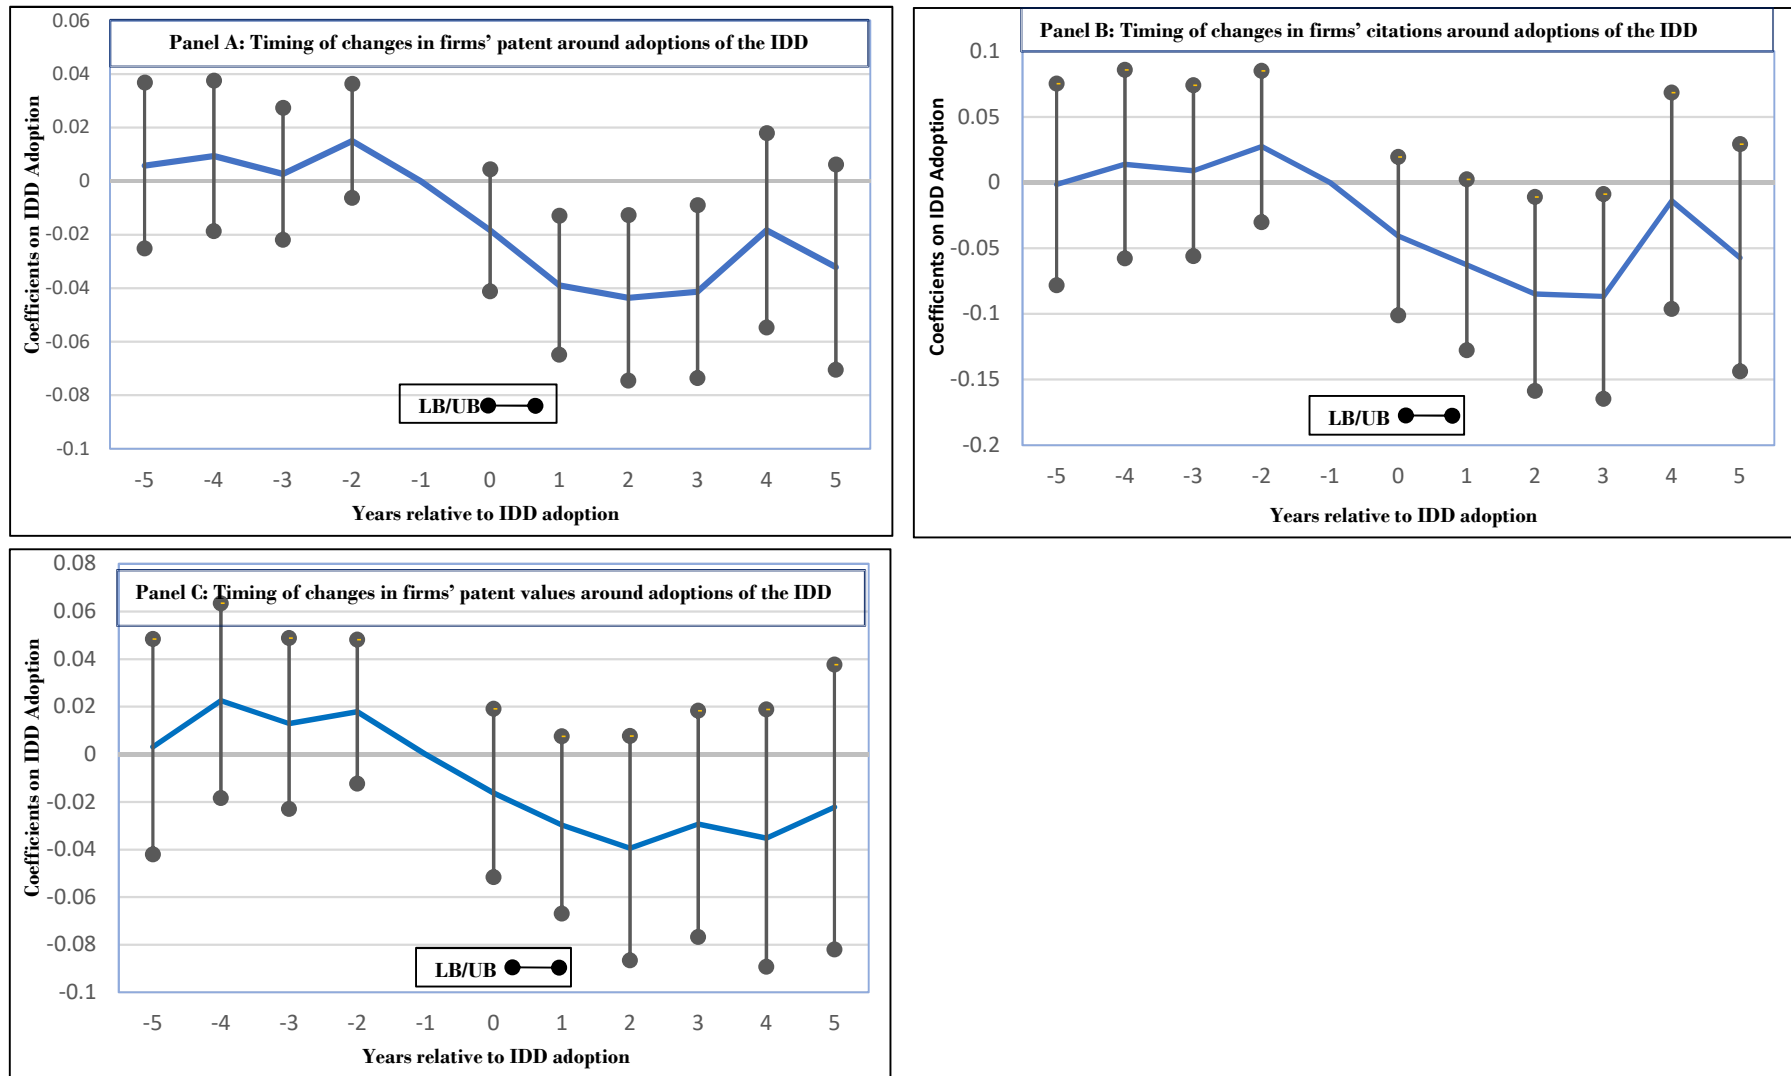 Panel A: Timing of changes in firms’ patent around adoptions of the IDD
0.06
0.04
0.02
0
-0.02
-0.04
-0.06
-0.08
-0.1
Coefficients on IDD Adoption
LB/UB
-5 -4 -3 -2 -1 0 1 2 3 4 5
Years relative to IDD adoption
Panel B: Timing of changes in firms’ citations around adoptions of the IDD
0.1
0.05
0
-0.05
-0.1
-0.15
-0.2
Coefficients on IDD Adoption
LB/UB
-5 -4 -3 -2 -1 0 1 2 3 4 5
Years relative to IDD adoption
Panel C: Timing of changes in firms’ patent values around adoptions of the IDD
0.08
0.06
0.04
0.02
0
-0.02
-0.04
-0.06
-0.08
-0.1
Coefficients on IDD Adoption
LB/UB
-5 -4 -3 -2 -1 0 1 2 3 4 5
Years relative to IDD adoption